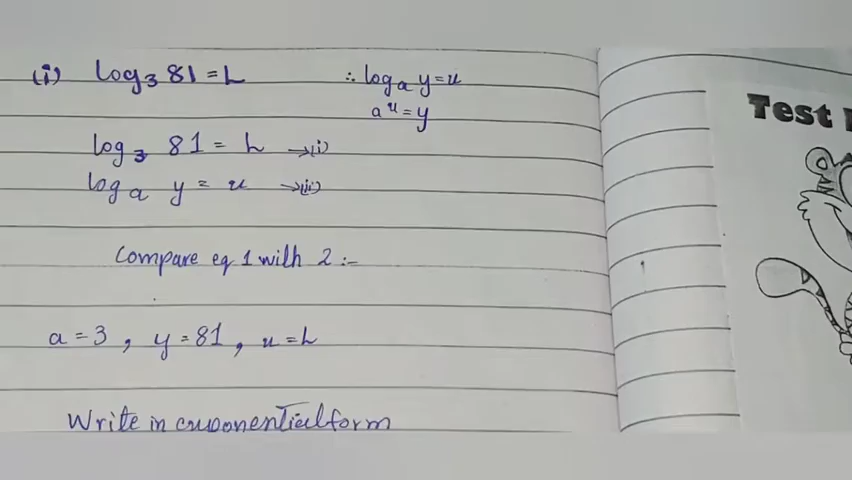 (i) log₃ 81 = L ∴ logₐ y = x
aˣ = y
log₃ 81 = L →(i)
logₐ y = x →(ii)
Compare eq 1 with 2 :-
a = 3 , y = 81 , x = L
Write in exponential form
Test